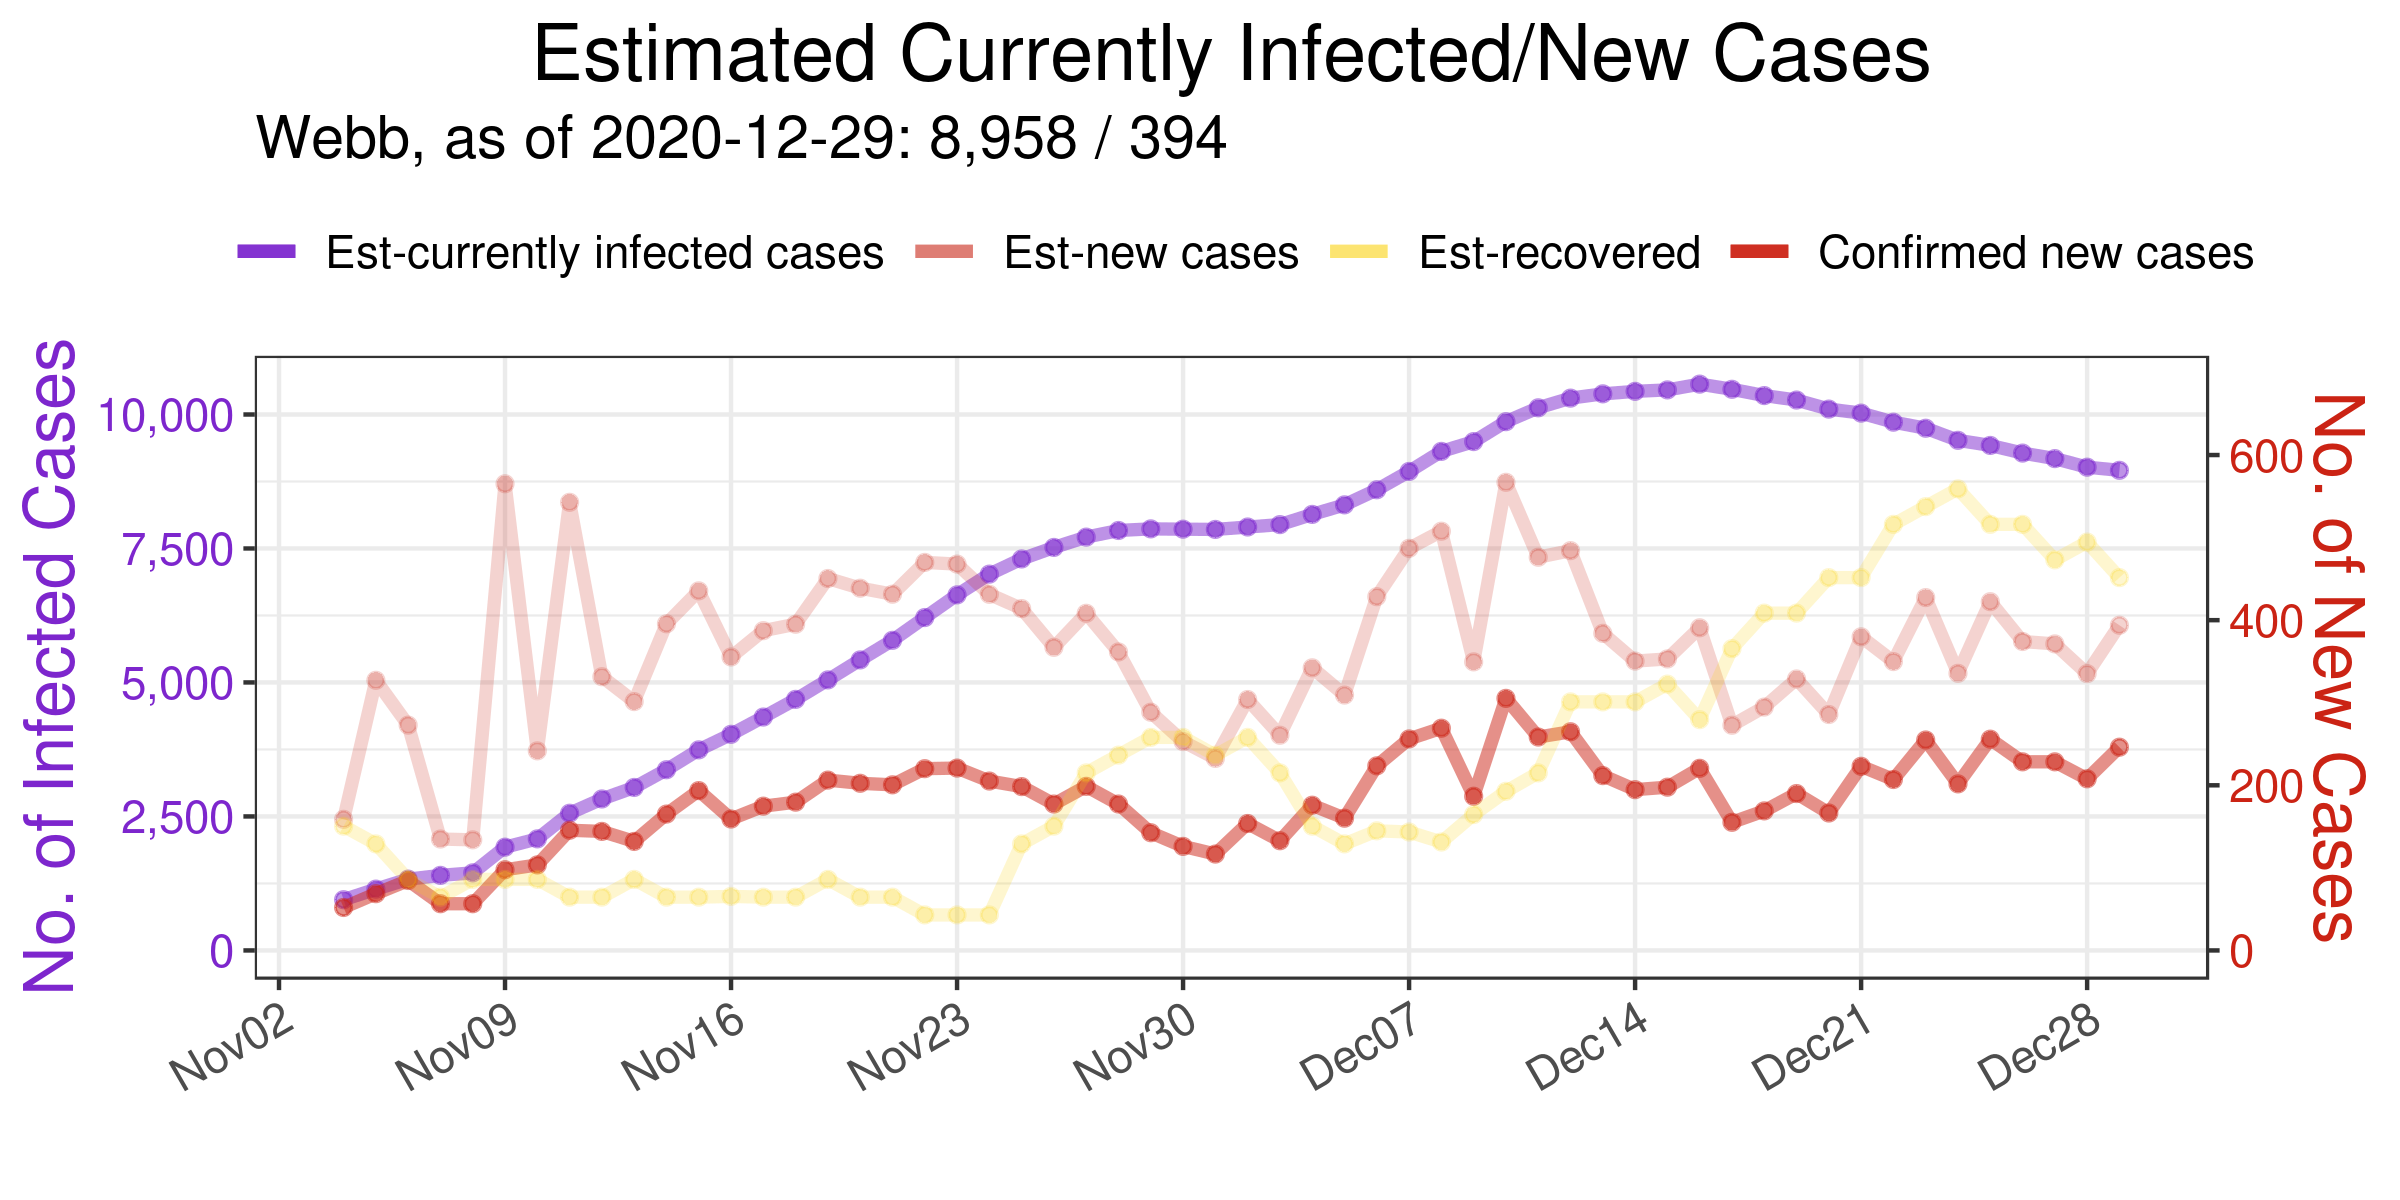 Estimated Currently Infected/New Cases
Webb, as of 2020-12-29: 8,958 / 394
Est-currently infected cases Est-new cases Est-recovered Confirmed new cases
No. of Infected Cases
10,000
7,500
5,000
2,500
0
No. of New Cases
600
400
200
0
Nov02 Nov09 Nov16 Nov23 Nov30 Dec07 Dec14 Dec21 Dec28